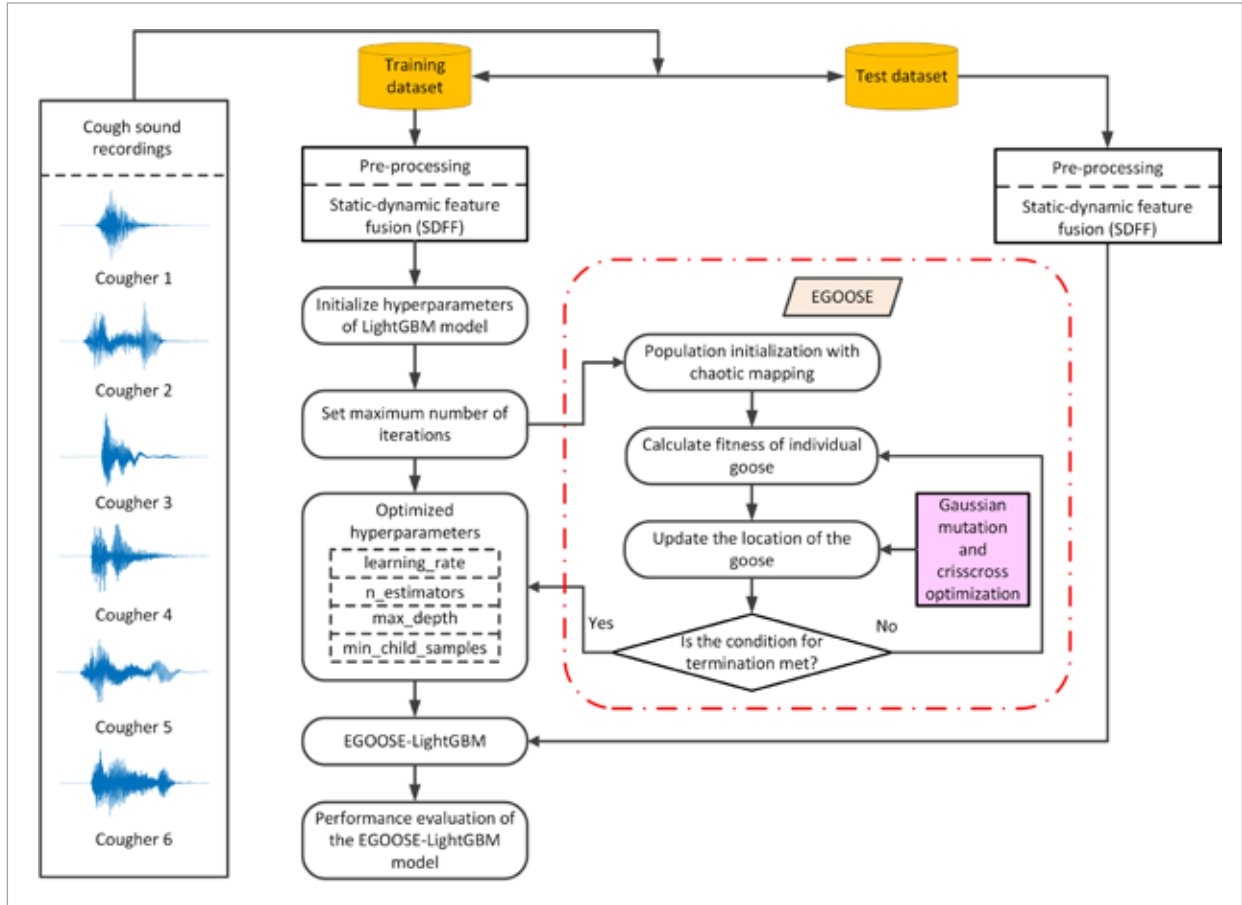 Training
dataset
Test dataset
Cough sound
recordings
Cougher 1
Cougher 2
Cougher 3
Cougher 4
Cougher 5
Cougher 6
Pre-processing
Static-dynamic feature
fusion (SDFF)
Initialize hyperparameters
of LightGBM model
Set maximum number of
iterations
Optimized
hyperparameters
learning_rate
n_estimators
max_depth
min_child_samples
EGOOSE-LightGBM
Performance evaluation of
the EGOOSE-LightGBM
model
EGOOSE
Population initialization with
chaotic mapping
Calculate fitness of individual
goose
Update the location of the
goose
Gaussian
mutation
and
crisscross
optimization
Is the condition for
termination met?
Yes
No
Pre-processing
Static-dynamic feature
fusion (SDFF)